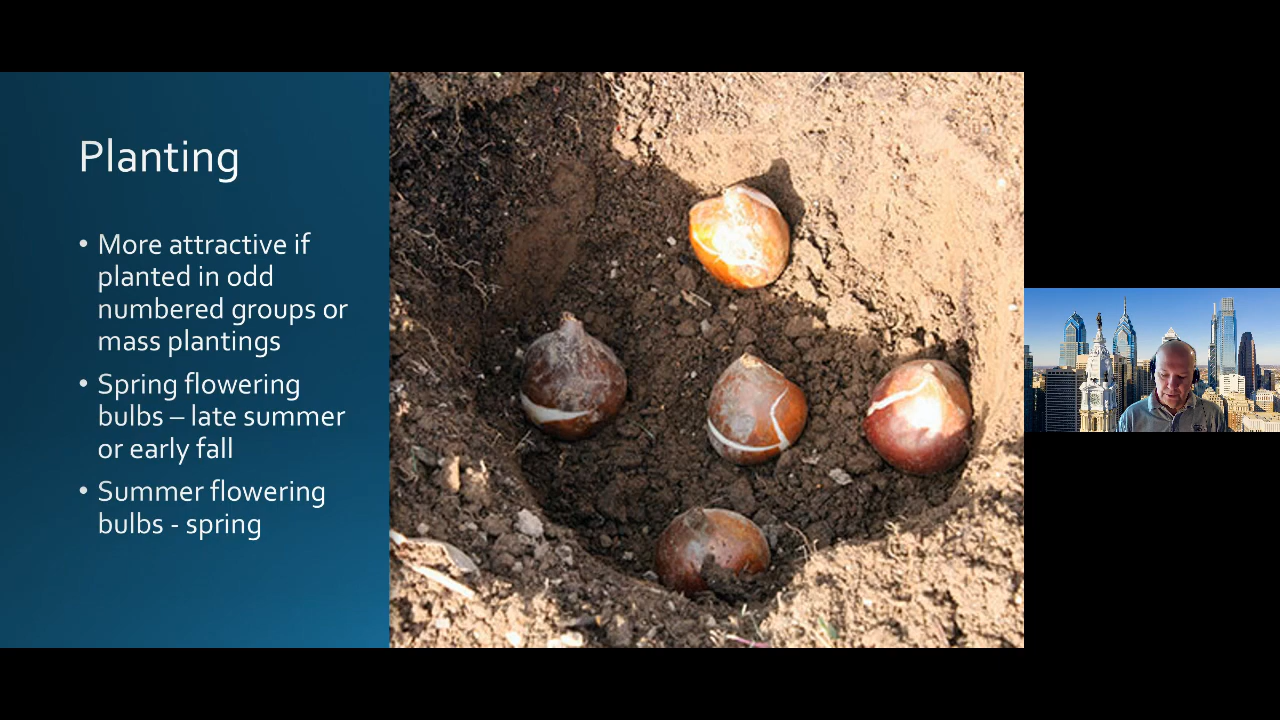 Planting
• More attractive if
planted in odd
numbered groups or
mass plantings
• Spring flowering
bulbs – late summer
or early fall
• Summer flowering
bulbs - spring